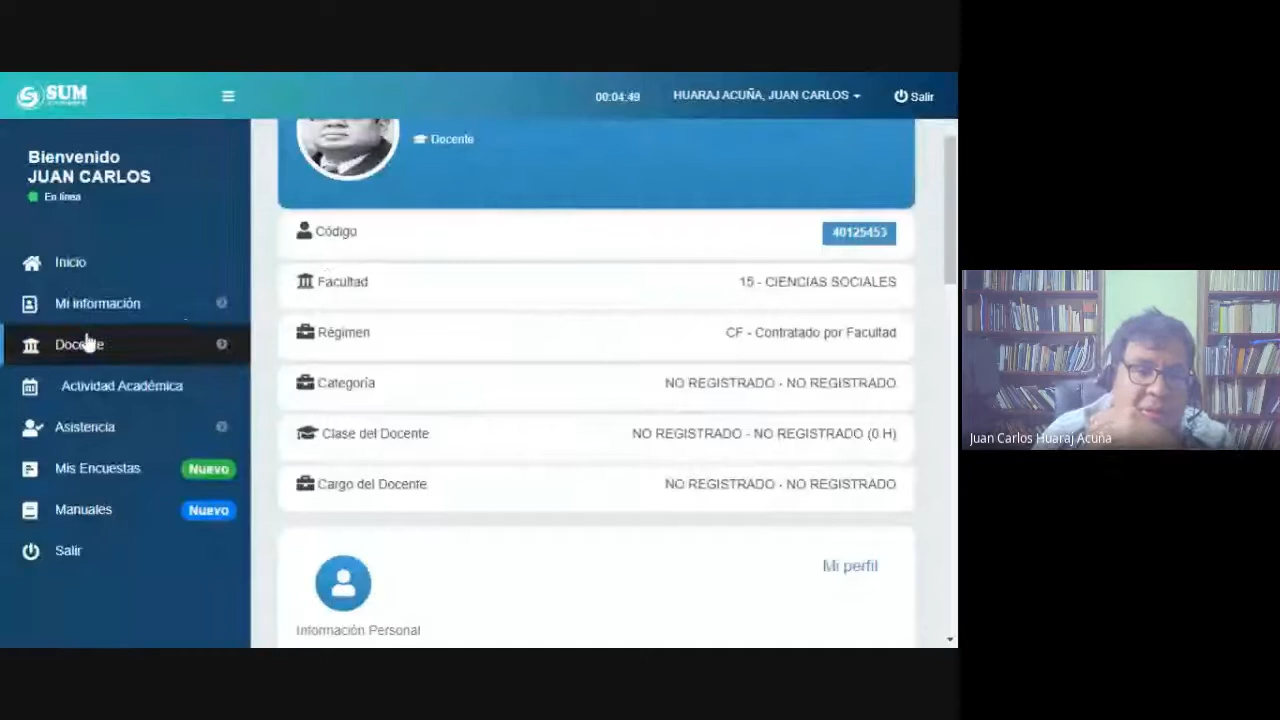 SUM
00:04:49
HUARAJ ACUÑA, JUAN CARLOS
Salir
Bienvenido
JUAN CARLOS
En línea
Inicio
Mi información
Docente
Actividad Académica
Asistencia
Mis Encuestas Nuevo
Manuales Nuevo
Salir
Docente
Código 40125453
Facultad 15 - CIENCIAS SOCIALES
Régimen CF - Contratado por Facultad
Categoría NO REGISTRADO - NO REGISTRADO
Clase del Docente NO REGISTRADO - NO REGISTRADO (0 H)
Cargo del Docente NO REGISTRADO - NO REGISTRADO
Mi perfil
Información Personal
Juan Carlos Huaraj Acuña